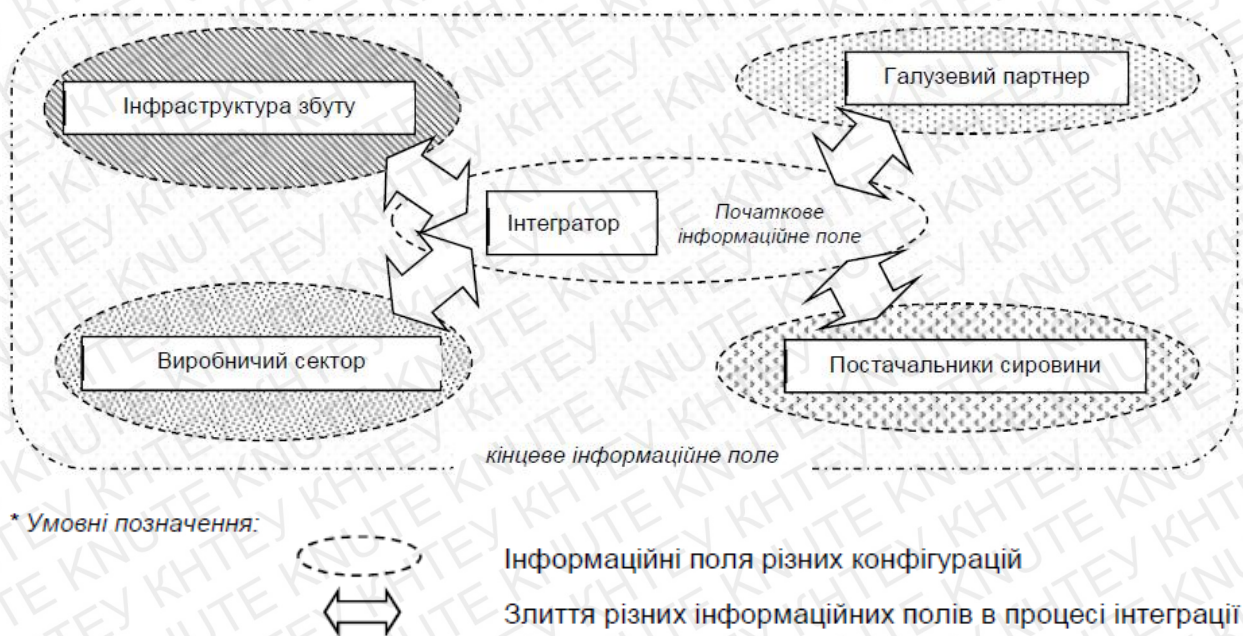 Інфраструктура збуту
Галузевий партнер
Інтегратор
Початкове
інформаційне поле
Виробничий сектор
Постачальники сировини
кінцеве інформаційне поле
* Умовні позначення:
Інформаційні поля різних конфігурацій
Злиття різних інформаційних полів в процесі інтеграції